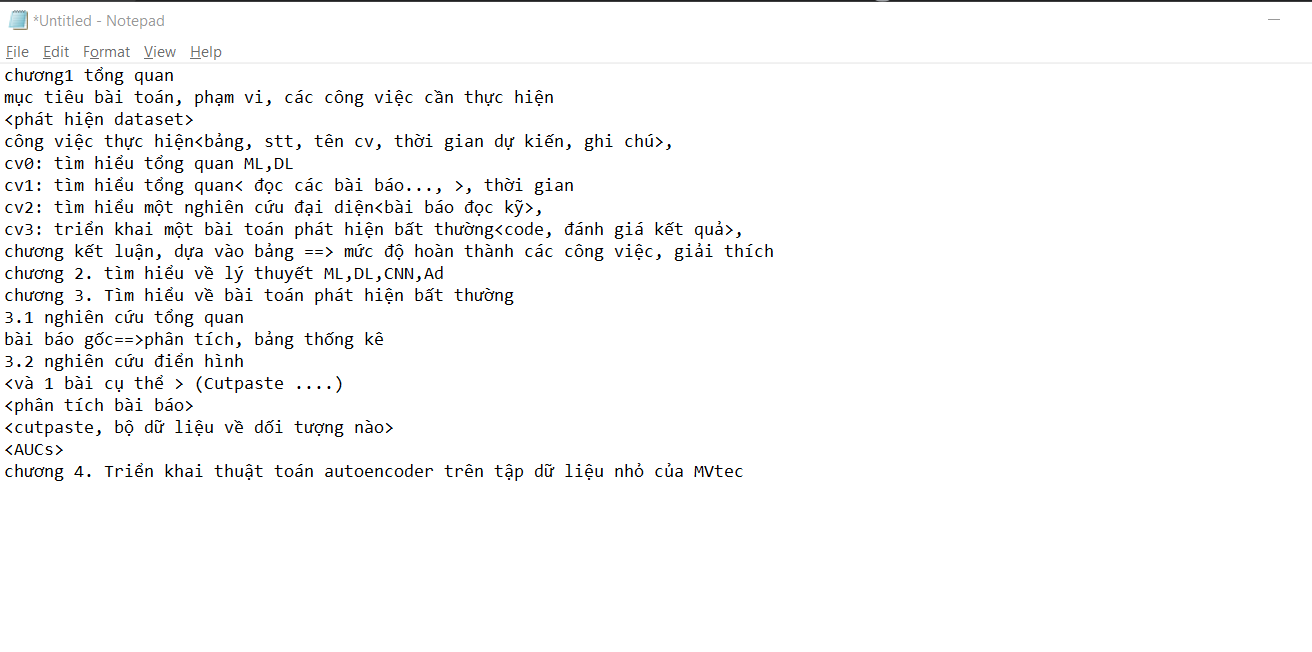 *Untitled - Notepad
File Edit Format View Help
chương1 tổng quan
mục tiêu bài toán, phạm vi, các công việc cần thực hiện
<phát hiện dataset>
công việc thực hiện<bảng, stt, tên cv, thời gian dự kiến, ghi chú>,
cv0: tìm hiểu tổng quan ML,DL
cv1: tìm hiểu tổng quan< đọc các bài báo..., >, thời gian
cv2: tìm hiểu một nghiên cứu đại diện<bài báo đọc kỹ>,
cv3: triển khai một bài toán phát hiện bất thường<code, đánh giá kết quả>,
chương kết luận, dựa vào bảng ==> mức độ hoàn thành các công việc, giải thích
chương 2. tìm hiểu về lý thuyết ML,DL,CNN,Ad
chương 3. Tìm hiểu về bài toán phát hiện bất thường
3.1 nghiên cứu tổng quan
bài báo gốc==>phân tích, bảng thống kê
3.2 nghiên cứu điển hình
<và 1 bài cụ thể > (Cutpaste ....)
<phân tích bài báo>
<cutpaste, bộ dữ liệu về dối tượng nào>
<AUCs>
chương 4. Triển khai thuật toán autoencoder trên tập dữ liệu nhỏ của MVtec